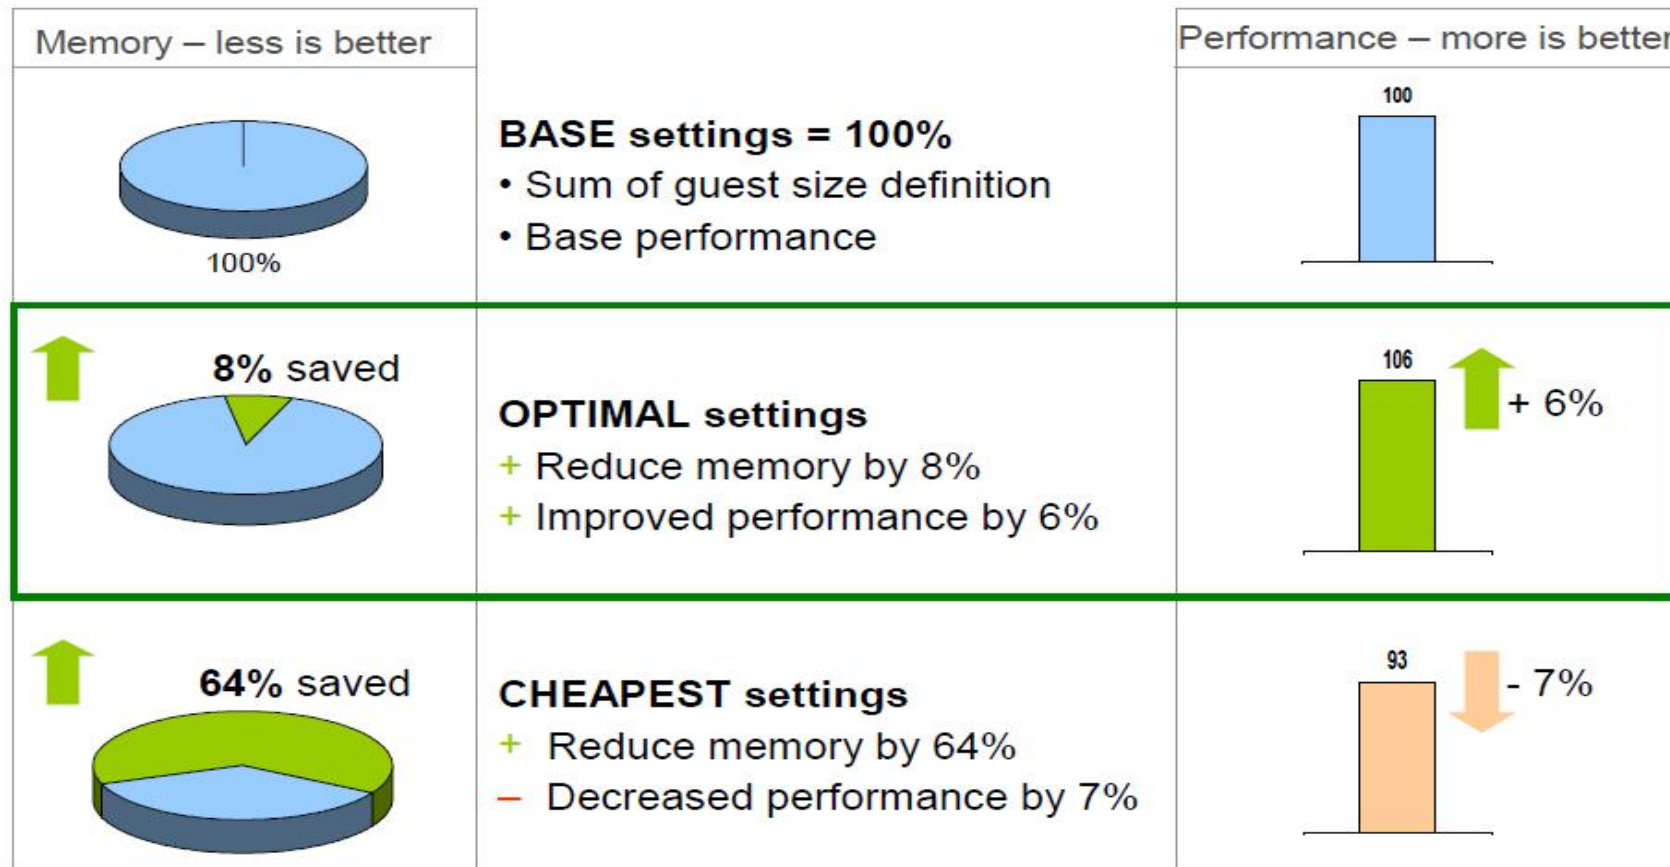 Memory – less is better
Performance – more is better
100%
BASE settings = 100%
• Sum of guest size definition
• Base performance
100
8% saved
OPTIMAL settings
+ Reduce memory by 8%
+ Improved performance by 6%
106
+ 6%
64% saved
CHEAPEST settings
+ Reduce memory by 64%
– Decreased performance by 7%
93
- 7%